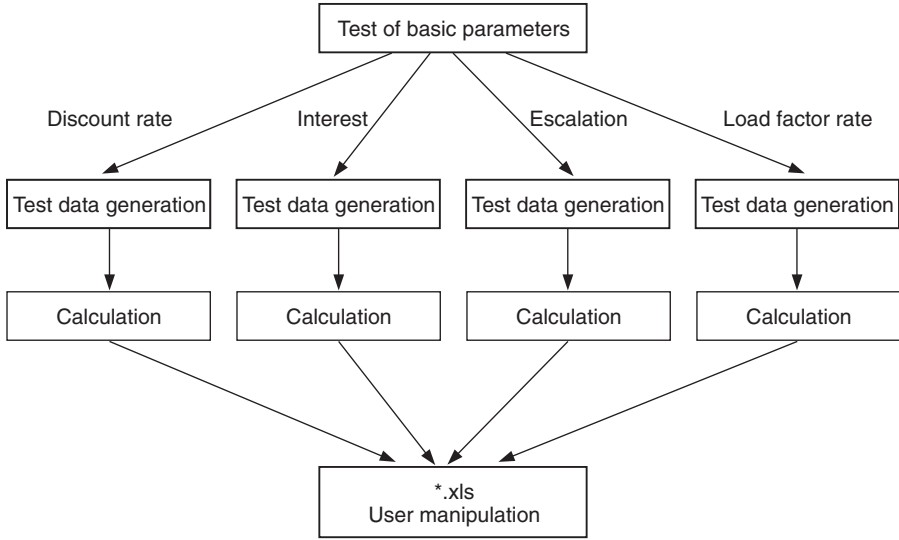 Test of basic parameters
Discount rate
Interest
Escalation
Load factor rate
Test data generation
Test data generation
Test data generation
Test data generation
Calculation
Calculation
Calculation
Calculation
*.xls
User manipulation